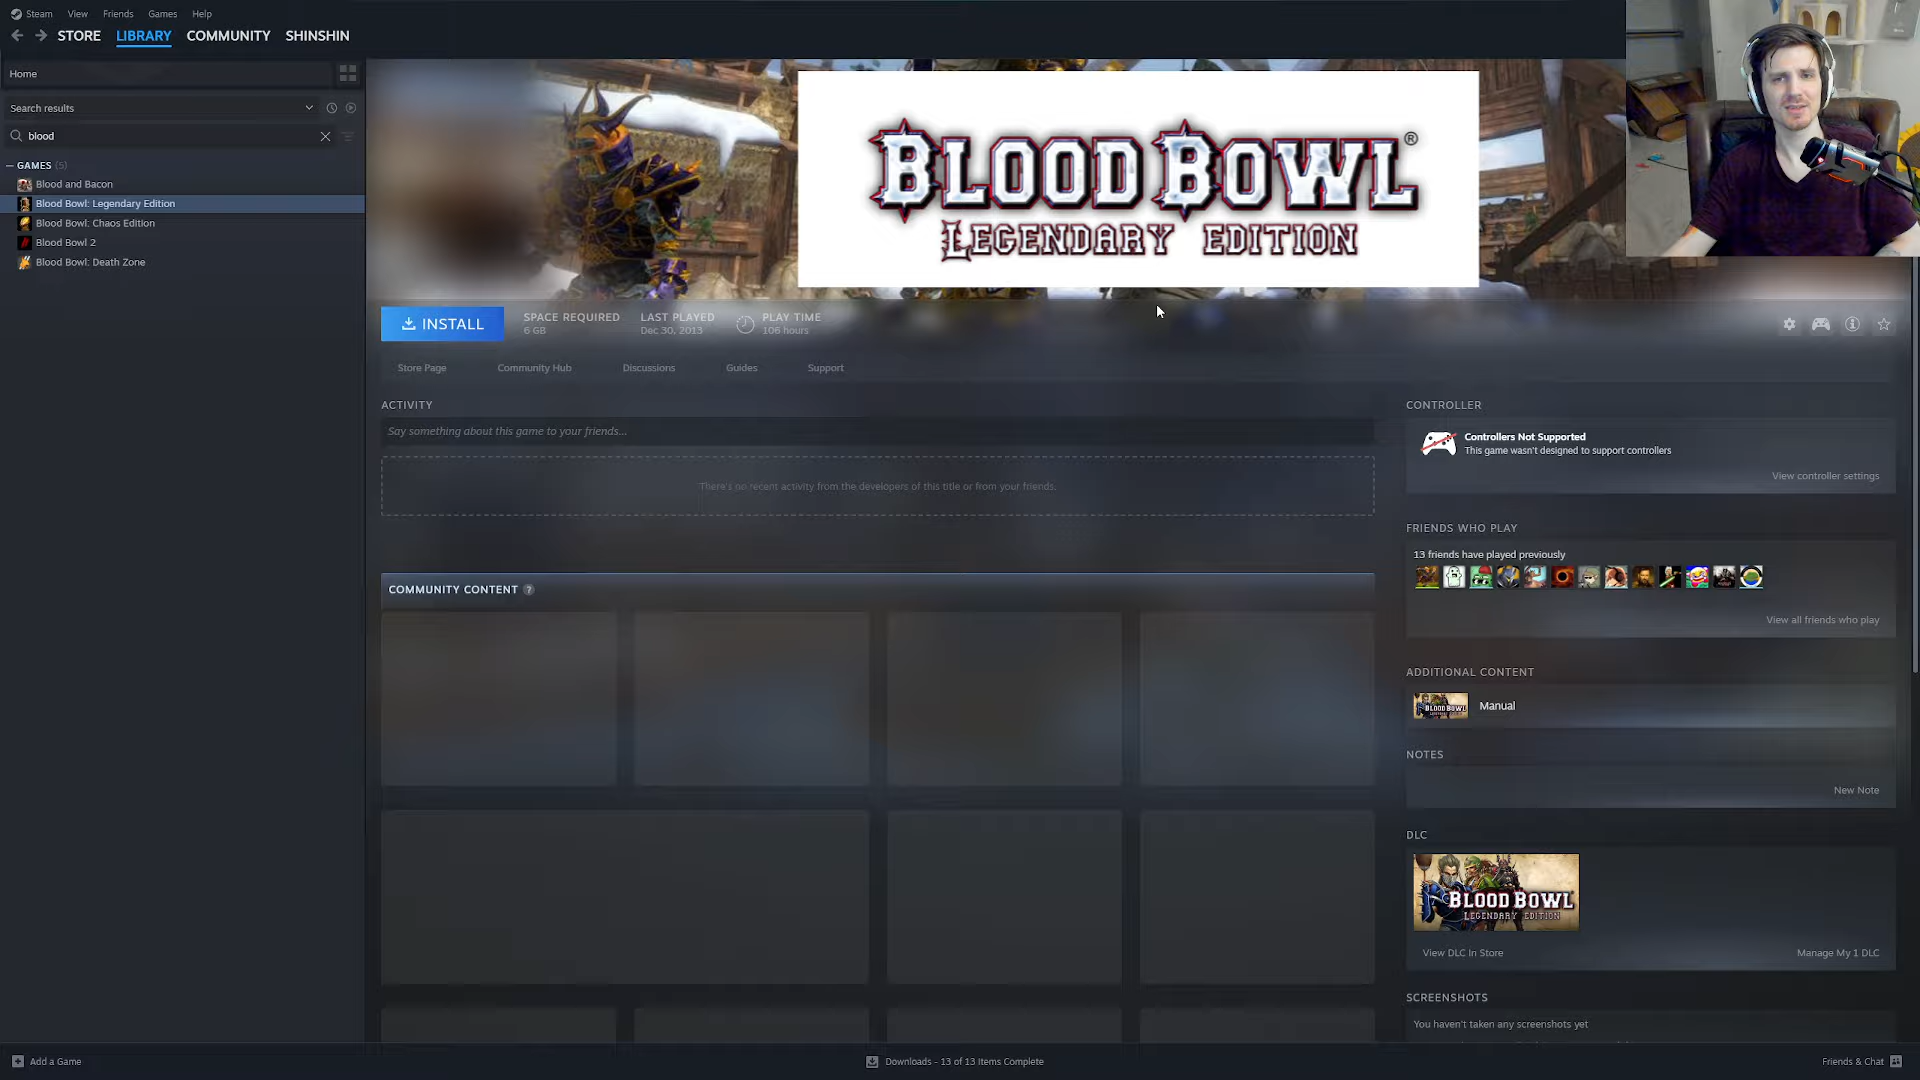 Steam View Friends Games Help
STORE LIBRARY COMMUNITY SHINSHIN
Home
Search results
blood
GAMES (5)
Blood and Bacon
Blood Bowl: Legendary Edition
Blood Bowl: Chaos Edition
Blood Bowl 2
Blood Bowl: Death Zone
BLOOD BOWL®
LEGENDARY EDITION
INSTALL
SPACE REQUIRED
6 GB
LAST PLAYED
Dec 30, 2013
PLAY TIME
106 hours
Store Page Community Hub Discussions Guides Support
ACTIVITY
Say something about this game to your friends...
There's no recent activity from the developers of this title or from your friends.
COMMUNITY CONTENT ?
CONTROLLER
Controllers Not Supported
This game wasn't designed to support controllers
View controller settings
FRIENDS WHO PLAY
13 friends have played previously
View all friends who play
ADDITIONAL CONTENT
BLOOD BOWL
LEGENDARY EDITION
Manual
NOTES
New Note
DLC
BLOOD BOWL
LEGENDARY EDITION
View DLC In Store
Manage My 1 DLC
SCREENSHOTS
You haven't taken any screenshots yet
Add a Game
Downloads - 13 of 13 Items Complete
Friends & Chat